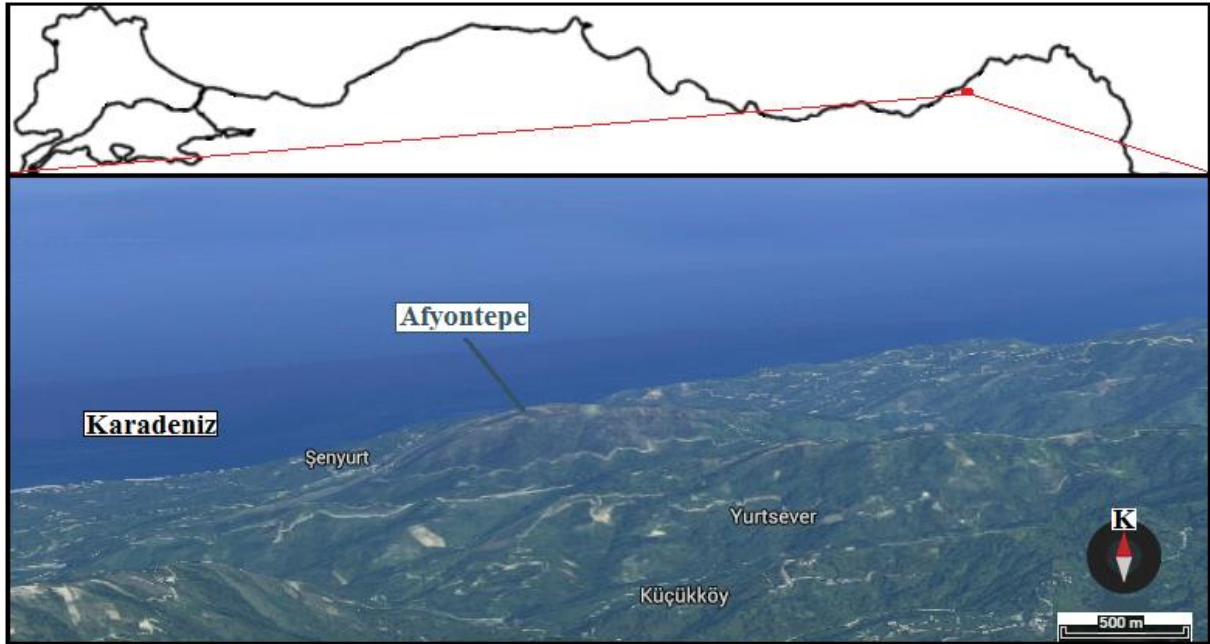 Afyontepe
Karadeniz
Şenyurt
Yurtsever
K
Küçükköy
500 m